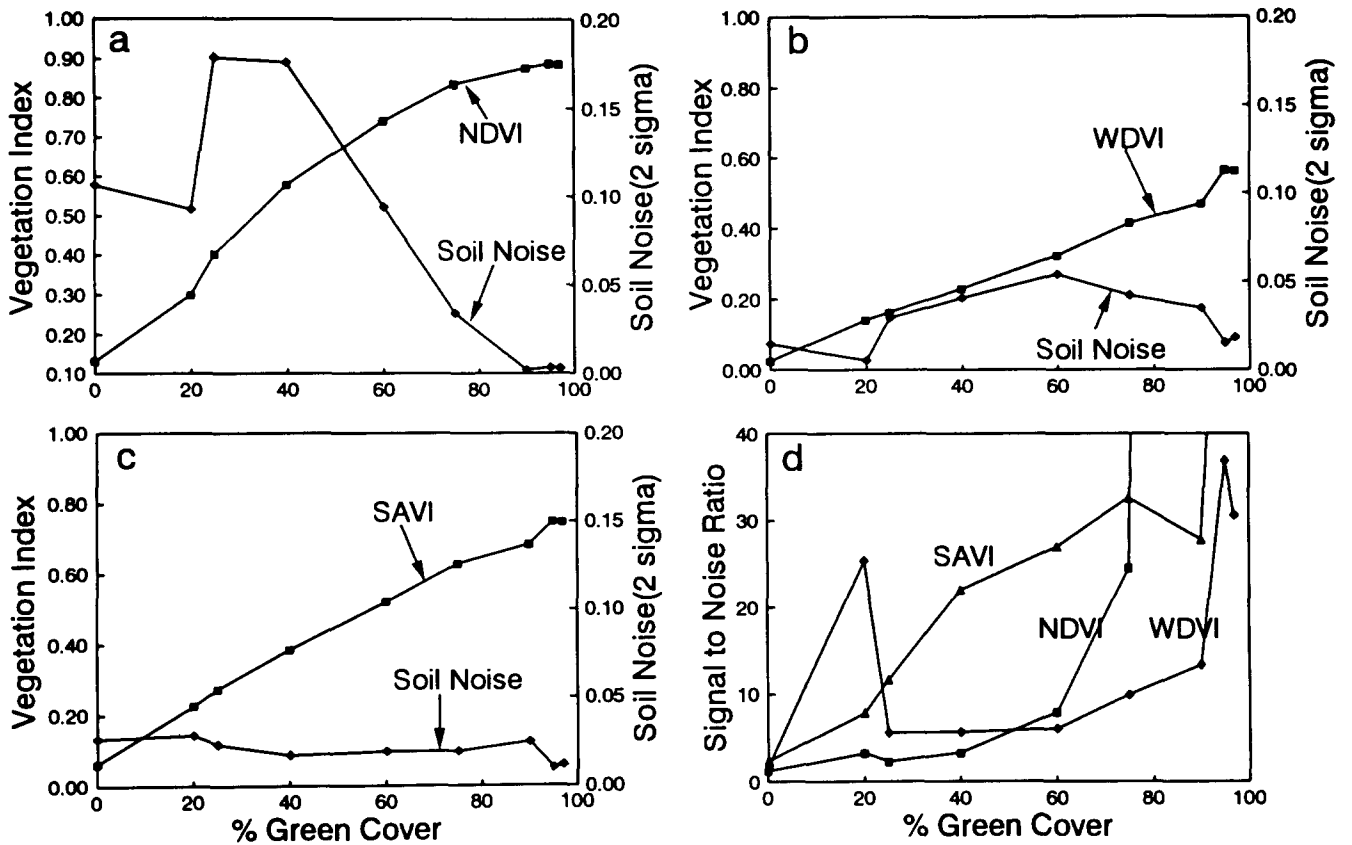 a
1.00
0.90
0.80
0.70
0.60
0.50
0.40
0.30
0.20
0.10
Vegetation Index
0 20 40 60 80 100
0.20
0.15
0.10
0.05
0.00
Soil Noise(2 sigma)
NDVI
Soil Noise
b
1.00
0.80
0.60
0.40
0.20
0.00
Vegetation Index
0 20 40 60 80 100
0.20
0.15
0.10
0.05
0.00
Soil Noise(2 sigma)
WDVI
Soil Noise
c
1.00
0.80
0.60
0.40
0.20
0.00
Vegetation Index
0 20 40 60 80 100
% Green Cover
0.20
0.15
0.10
0.05
0.00
Soil Noise(2 sigma)
SAVI
Soil Noise
d
40
30
20
10
0
Signal to Noise Ratio
0 20 40 60 80 100
% Green Cover
SAVI
NDVI
WDVI